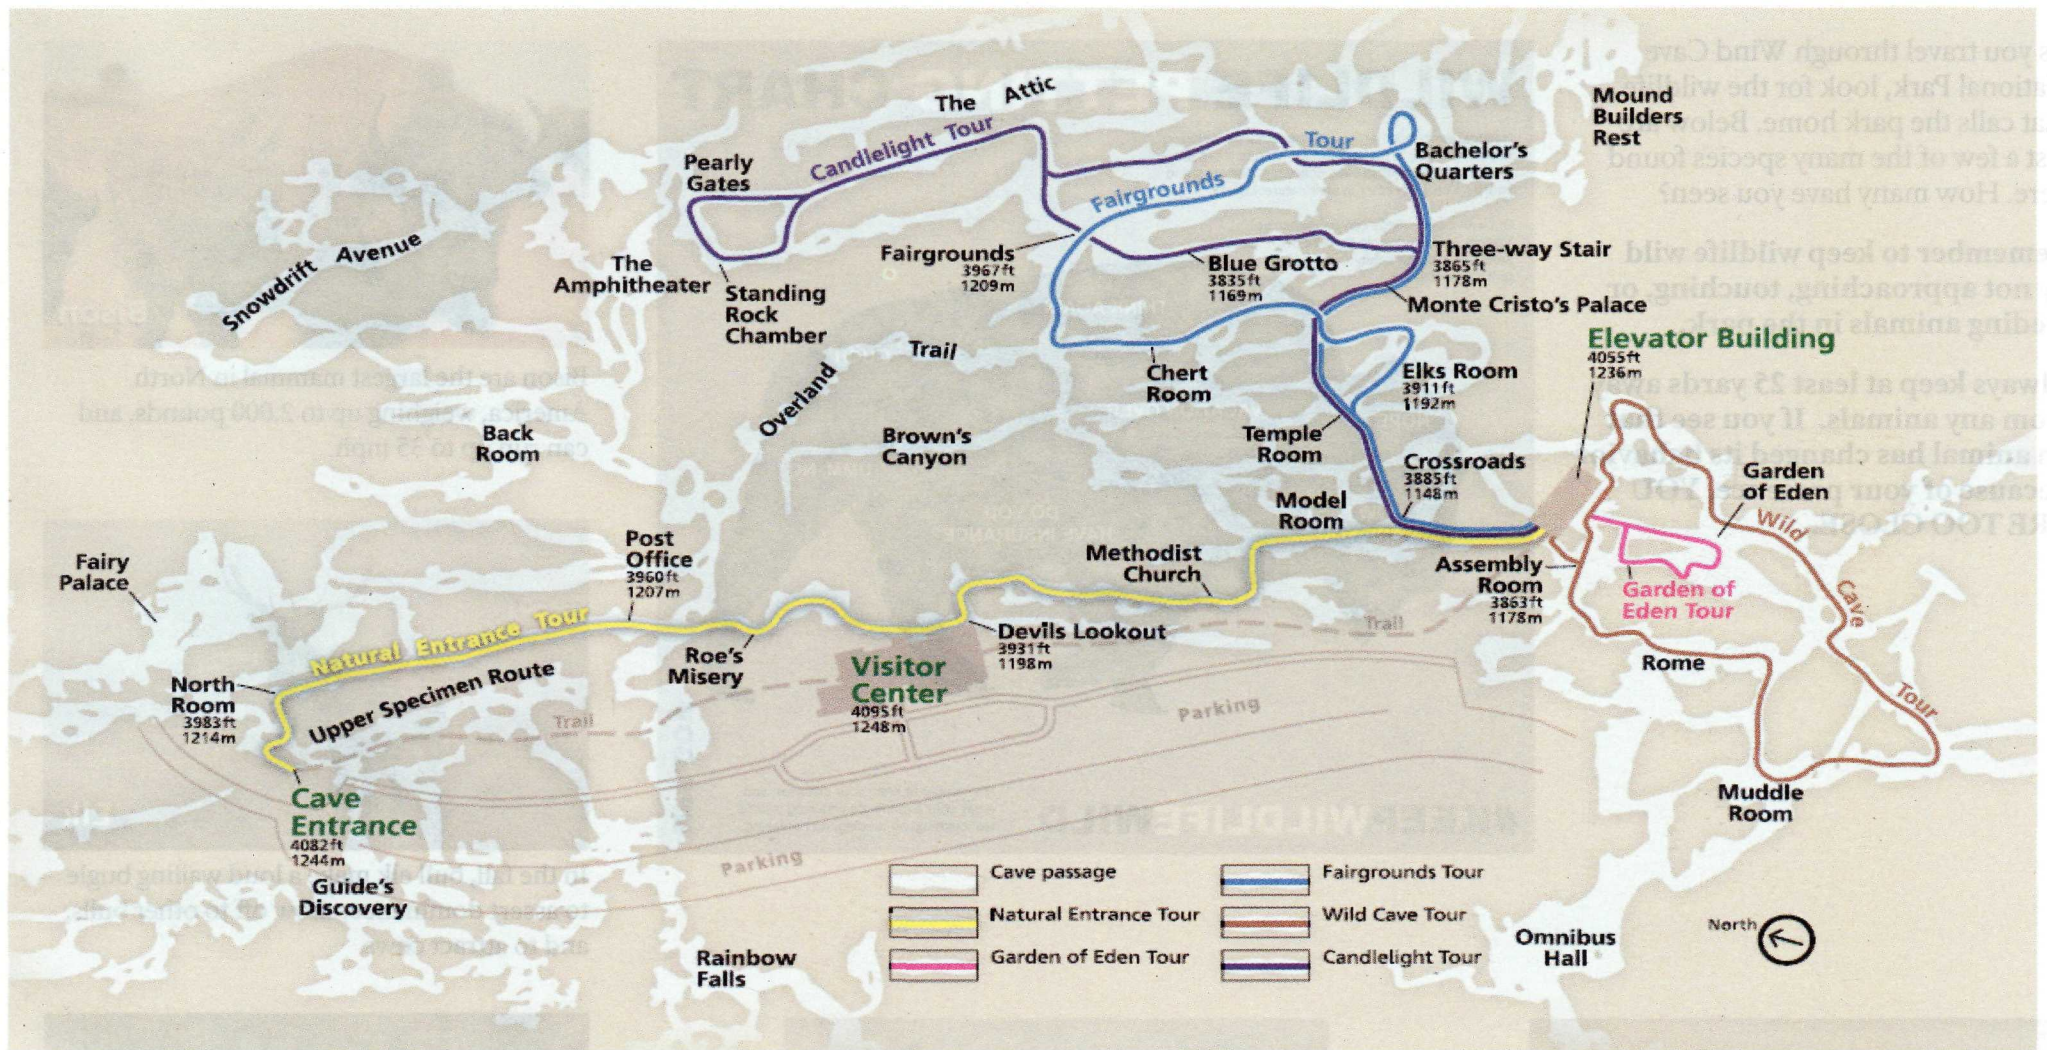 The Attic
Candlelight Tour
Pearly
Gates
Tour
Bachelor's
Quarters
Mound
Builders
Rest
Fairgrounds
Snowdrift Avenue
The
Amphitheater
Standing
Rock
Chamber
Fairgrounds
3967ft
1209m
Blue Grotto
3835ft
1169m
Three-way Stair
3865ft
1178m
Monte Cristo's Palace
Elevator Building
4055ft
1236m
Overland Trail
Chert
Room
Elks Room
3911ft
1192m
Back
Room
Brown's
Canyon
Temple
Room
Crossroads
3885ft
1148m
Model
Room
Garden
of Eden
Wild Cave Tour
Fairy
Palace
Post
Office
3960ft
1207m
Methodist
Church
Assembly
Room
3863ft
1178m
Garden of
Eden Tour
Natural Entrance Tour
Upper Specimen Route
Roe's
Misery
Devils Lookout
3931ft
1198m
Trail
Rome
Visitor
Center
4095ft
1248m
North
Room
3983ft
1214m
Trail
Parking
Cave
Entrance
4082ft
1244m
Muddle
Room
Parking
Guide's
Discovery
Rainbow
Falls
Omnibus
Hall
North
Cave passage
Natural Entrance Tour
Garden of Eden Tour
Fairgrounds Tour
Wild Cave Tour
Candlelight Tour